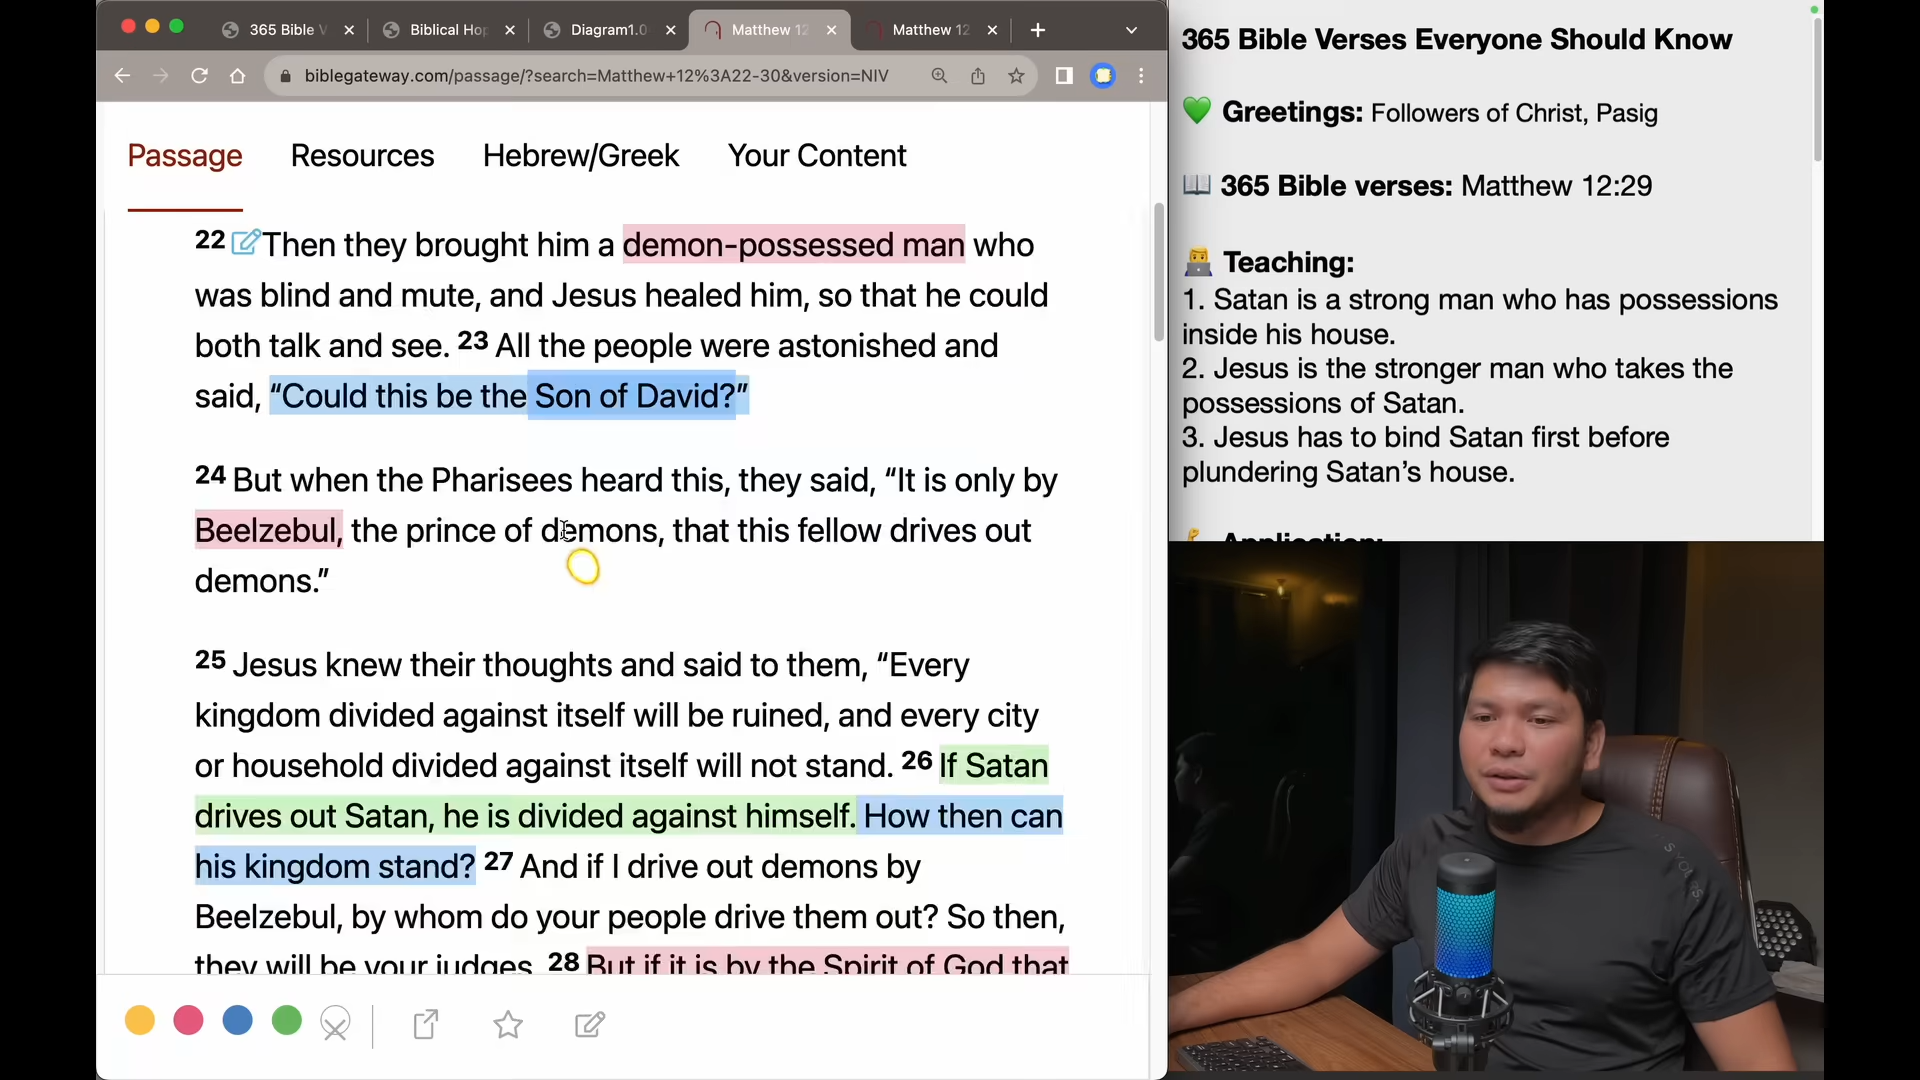 365 Bible V
Biblical Hop
Diagram1.0
Matthew 12
Matthew 12
biblegateway.com/passage/?search=Matthew+12%3A22-30&version=NIV
Passage Resources Hebrew/Greek Your Content
22 Then they brought him a demon-possessed man who
was blind and mute, and Jesus healed him, so that he could
both talk and see. 23 All the people were astonished and
said, “Could this be the Son of David?”
24 But when the Pharisees heard this, they said, “It is only by
Beelzebul, the prince of demons, that this fellow drives out
demons.”
25 Jesus knew their thoughts and said to them, “Every
kingdom divided against itself will be ruined, and every city
or household divided against itself will not stand. 26 If Satan
drives out Satan, he is divided against himself. How then can
his kingdom stand? 27 And if I drive out demons by
Beelzebul, by whom do your people drive them out? So then,
they will be your judges. 28 But if it is by the Spirit of God that
365 Bible Verses Everyone Should Know
💚 Greetings: Followers of Christ, Pasig
📖 365 Bible verses: Matthew 12:29
👨‍💻 Teaching:
1. Satan is a strong man who has possessions
inside his house.
2. Jesus is the stronger man who takes the
possessions of Satan.
3. Jesus has to bind Satan first before
plundering Satan’s house.
Application: